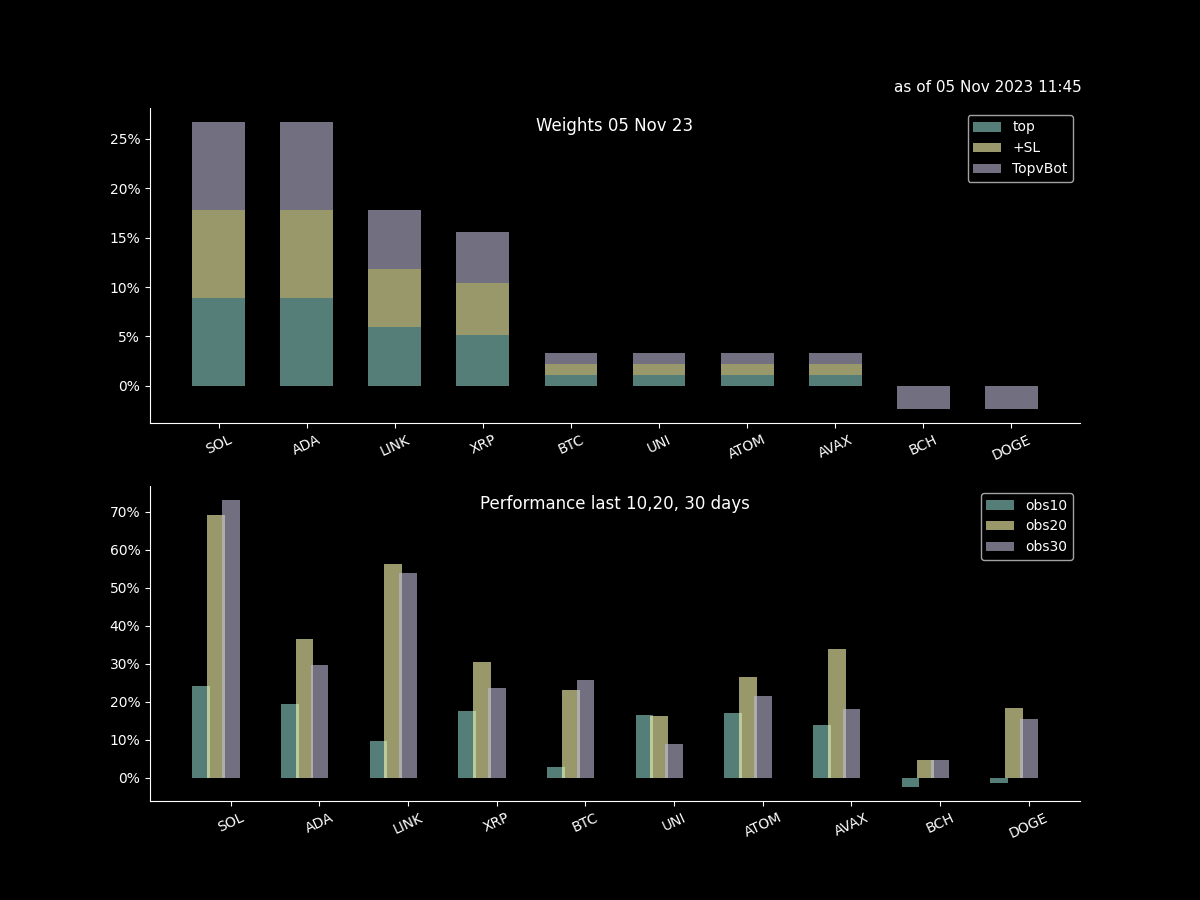 as of 05 Nov 2023 11:45
Weights 05 Nov 23
top
+SL
TopvBot
25%
20%
15%
10%
5%
0%
SOL ADA LINK XRP BTC UNI ATOM AVAX BCH DOGE
Performance last 10,20, 30 days
obs10
obs20
obs30
70%
60%
50%
40%
30%
20%
10%
0%
SOL ADA LINK XRP BTC UNI ATOM AVAX BCH DOGE